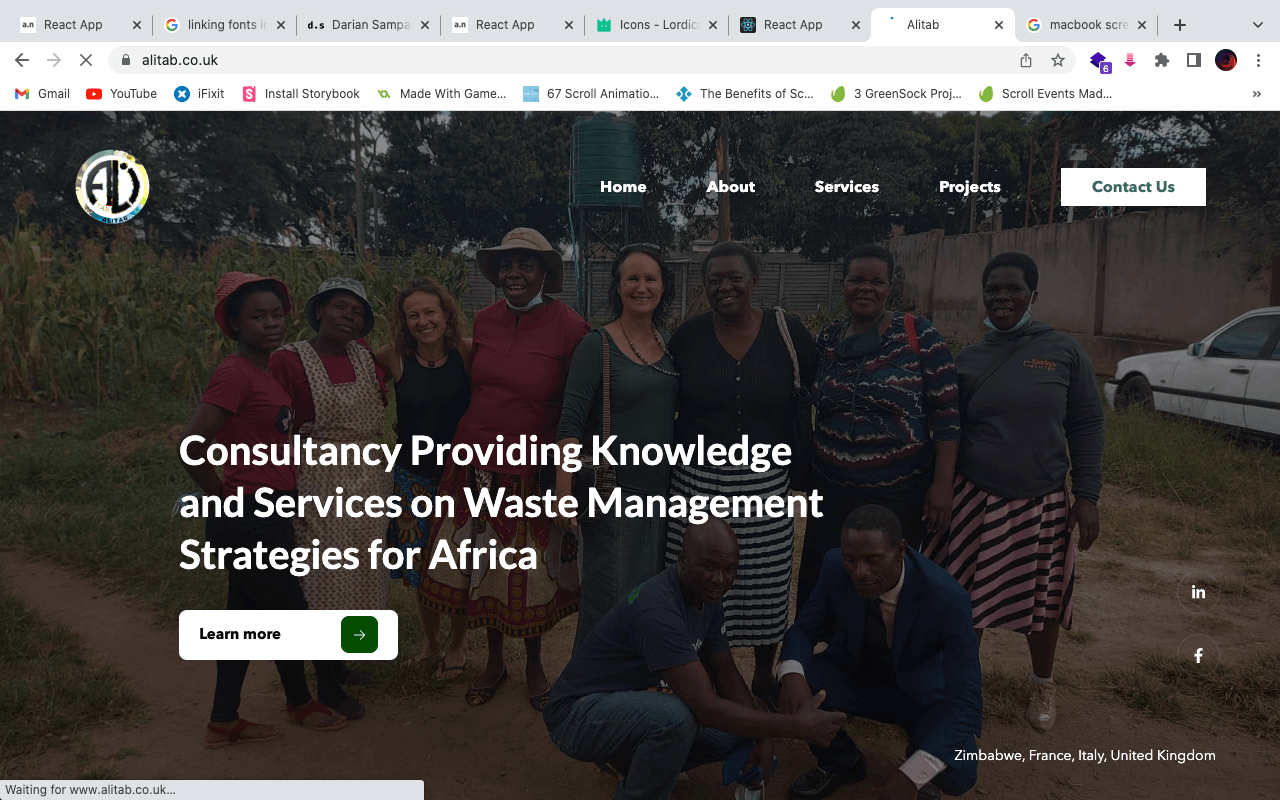 React App
linking fonts in
d.s Darian Sampa
a.n React App
Icons - Lordic
React App
Alitab
macbook scre
alitab.co.uk
6
Gmail
YouTube
iFixit
Install Storybook
Made With Game...
67 Scroll Animatio...
The Benefits of Sc...
3 GreenSock Proj...
Scroll Events Mad...
»
ALITAB
Home
About
Services
Projects
Contact Us
Consultancy Providing Knowledge
and Services on Waste Management
Strategies for Africa
Learn more
in
f
Zimbabwe, France, Italy, United Kingdom
Waiting for www.alitab.co.uk...